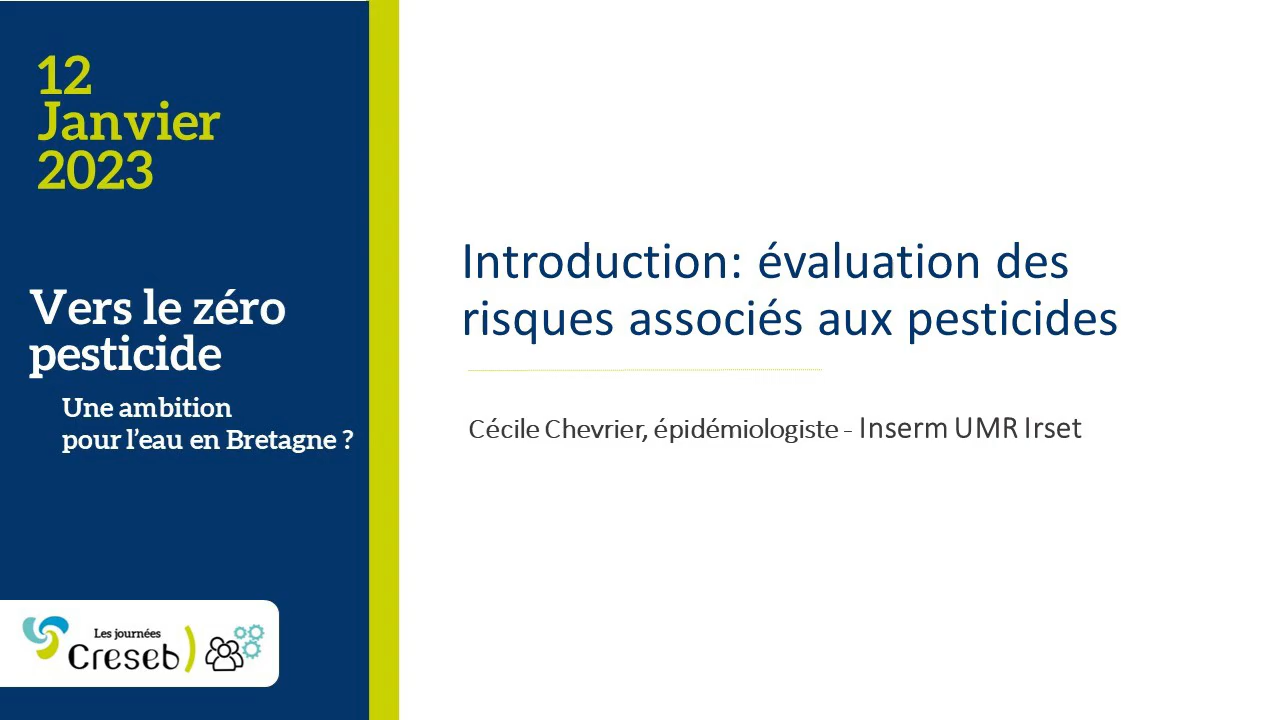 12
Janvier
2023
Vers le zéro
pesticide
Une ambition
pour l'eau en Bretagne ?
Les journées
Creseb
Introduction: évaluation des
risques associés aux pesticides
Cécile Chevrier, épidémiologiste - Inserm UMR Irset